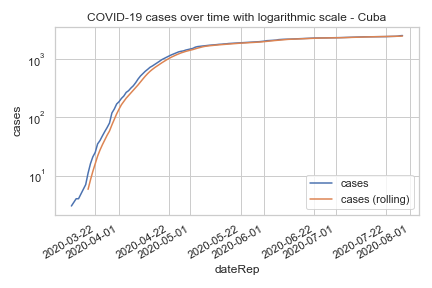 COVID-19 cases over time with logarithmic scale - Cuba
cases
10³
10²
10¹
cases
cases (rolling)
2020-03-22
2020-04-01
2020-04-22
2020-05-01
2020-05-22
2020-06-01
2020-06-22
2020-07-01
2020-07-22
2020-08-01
dateRep